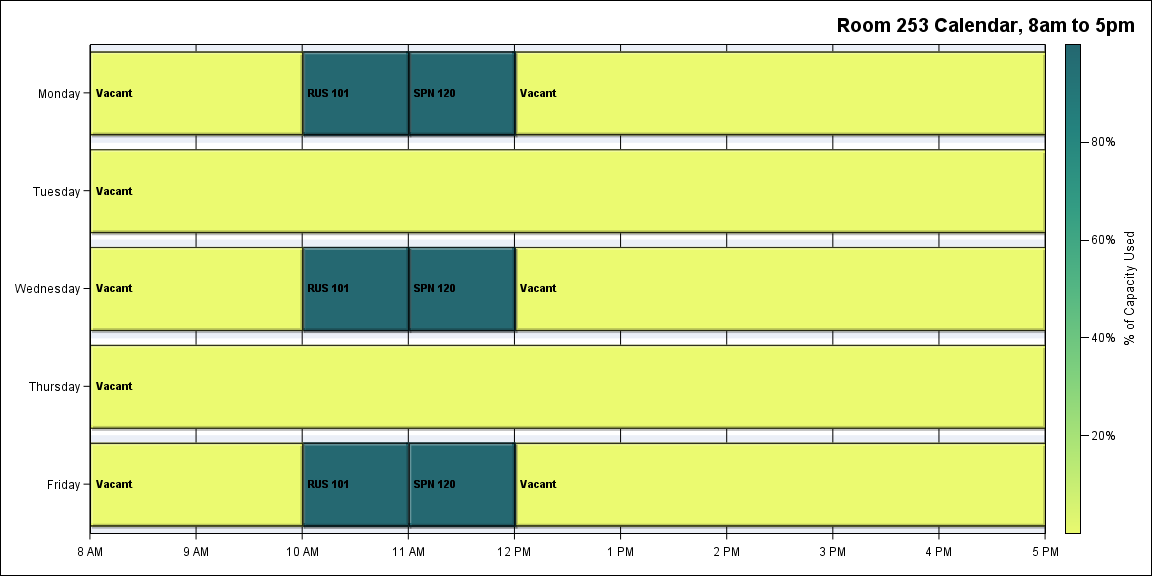 Room 253 Calendar, 8am to 5pm
Monday Vacant RUS 101 SPN 120 Vacant
80%
Tuesday Vacant
60%
% of Capacity Used
Wednesday Vacant RUS 101 SPN 120 Vacant
40%
Thursday Vacant
20%
Friday Vacant RUS 101 SPN 120 Vacant
8 AM 9 AM 10 AM 11 AM 12 PM 1 PM 2 PM 3 PM 4 PM 5 PM